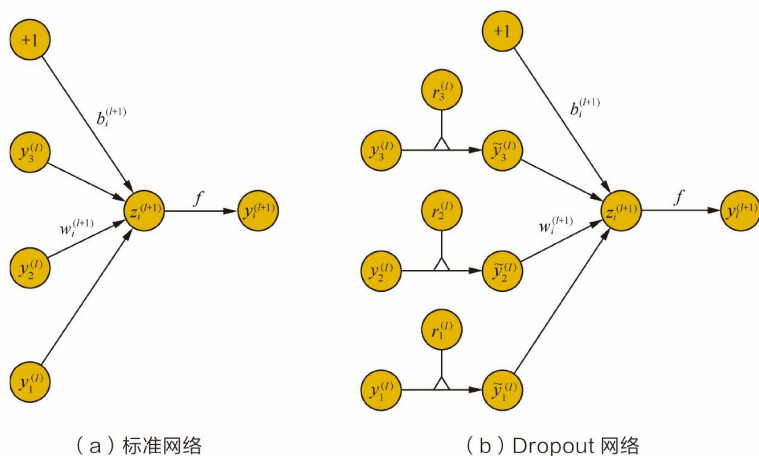 +1
b_i^{(l+1)}
y_3^{(l)}
z_i^{(l+1)}
f
y_i^{(l+1)}
w_i^{(l+1)}
y_2^{(l)}
y_1^{(l)}
(a)标准网络
+1
b_i^{(l+1)}
r_3^{(l)}
y_3^{(l)}
ỹ_3^{(l)}
r_2^{(l)}
w_i^{(l+1)}
z_i^{(l+1)}
f
y_i^{(l+1)}
y_2^{(l)}
ỹ_2^{(l)}
r_1^{(l)}
y_1^{(l)}
ỹ_1^{(l)}
(b)Dropout 网络